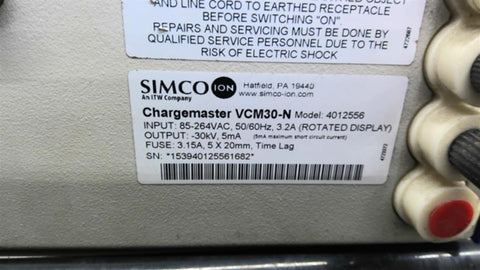 AND LINE CORD TO EARTHED RECEPTACLE
BEFORE SWITCHING "ON".
REPAIRS AND SERVICING MUST BE DONE BY
QUALIFIED SERVICE PERSONNEL DUE TO THE
RISK OF ELECTRIC SHOCK
4729687
SIMCO ION
An ITW Company
Hatfield, PA 19440
www.simco-ion.com
Chargemaster VCM30-N Model: 4012556
INPUT: 85-264VAC, 50/60Hz, 3.2A (ROTATED DISPLAY)
OUTPUT: -30kV, 5mA (5mA maximum short circuit current)
FUSE: 3.15A, 5 X 20mm, Time Lag
SN: "153940125561682"